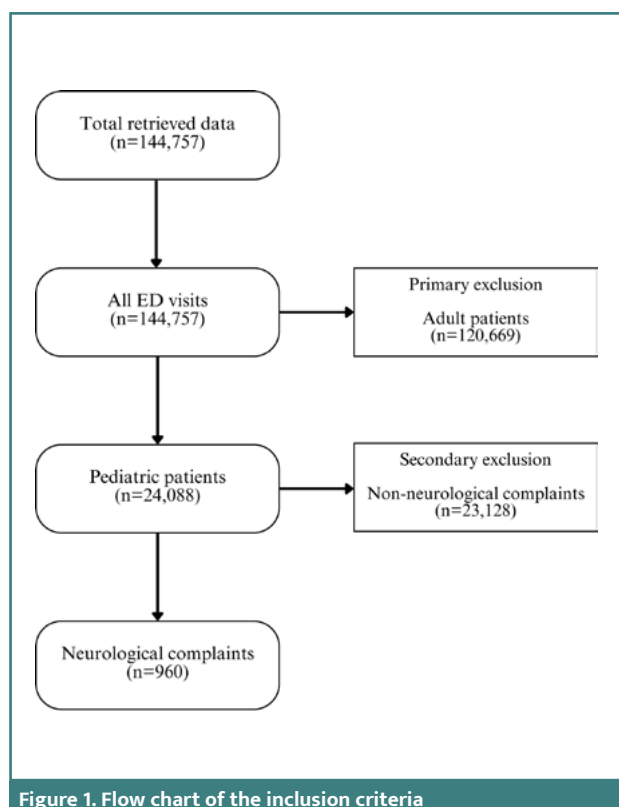 Total retrieved data
(n=144,757)
All ED visits
(n=144,757)
Primary exclusion
Adult patients
(n=120,669)
Pediatric patients
(n=24,088)
Secondary exclusion
Non-neurological complaints
(n=23,128)
Neurological complaints
(n=960)
Figure 1. Flow chart of the inclusion criteria